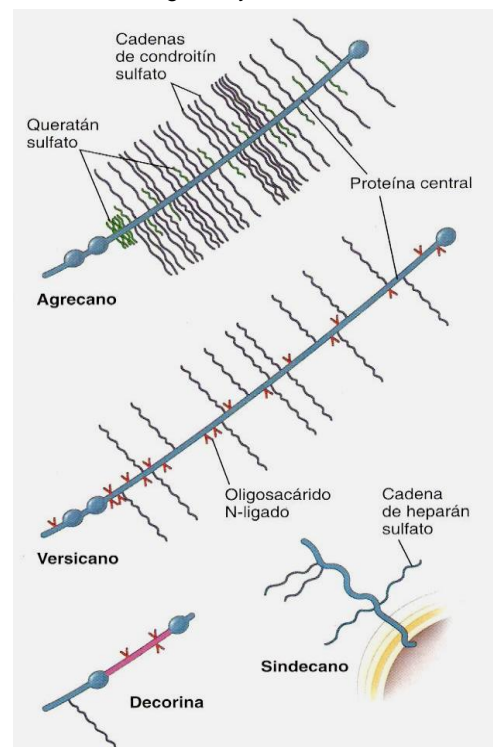 Cadenas
de condroitín
sulfato
Queratán
sulfato
Proteína central
Agrecano
Oligosacárido
N-ligado
Cadena
de heparán
sulfato
Versicano
Sindecano
Decorina